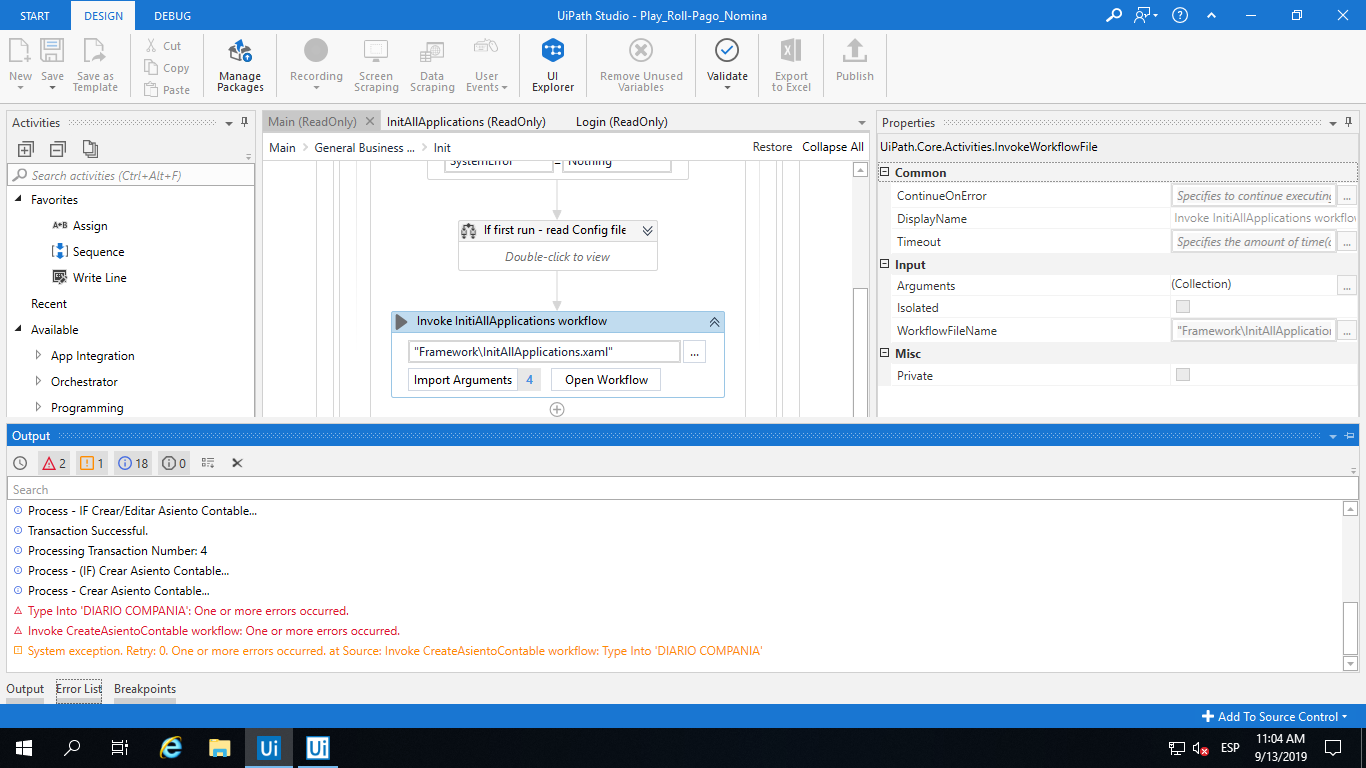 START DESIGN DEBUG UiPath Studio - Play_Roll-Pago_Nomina
New Save Save as Template Cut Copy Paste Manage Packages Recording Screen Scraping Data Scraping User Events UI Explorer Remove Unused Variables Validate Export to Excel Publish
Activities
Search activities (Ctrl+Alt+F)
Favorites
A*B Assign
Sequence
Write Line
Recent
Available
App Integration
Orchestrator
Programming
Main (ReadOnly) InitAllApplications (ReadOnly) Login (ReadOnly)
Main General Business ... Init Restore Collapse All
SystemError = Nothing
If first run - read Config file
Double-click to view
Invoke InitiAllApplications workflow
"Framework\InitAllApplications.xaml" ...
Import Arguments 4 Open Workflow
Properties
UiPath.Core.Activities.InvokeWorkflowFile
Common
ContinueOnError Specifies to continue executing ...
DisplayName Invoke InitiAllApplications workflov
Timeout Specifies the amount of time( ...
Input
Arguments (Collection) ...
Isolated
WorkflowFileName "Framework\InitAllApplication ...
Misc
Private
Output
2 1 18 0
Search
Process - IF Crear/Editar Asiento Contable...
Transaction Successful.
Processing Transaction Number: 4
Process - (IF) Crear Asiento Contable...
Process - Crear Asiento Contable...
Type Into 'DIARIO COMPANIA': One or more errors occurred.
Invoke CreateAsientoContable workflow: One or more errors occurred.
System exception. Retry: 0. One or more errors occurred. at Source: Invoke CreateAsientoContable workflow: Type Into 'DIARIO COMPANIA'
Output Error List Breakpoints
Add To Source Control
Ui Ui ESP 11:04 AM
9/13/2019